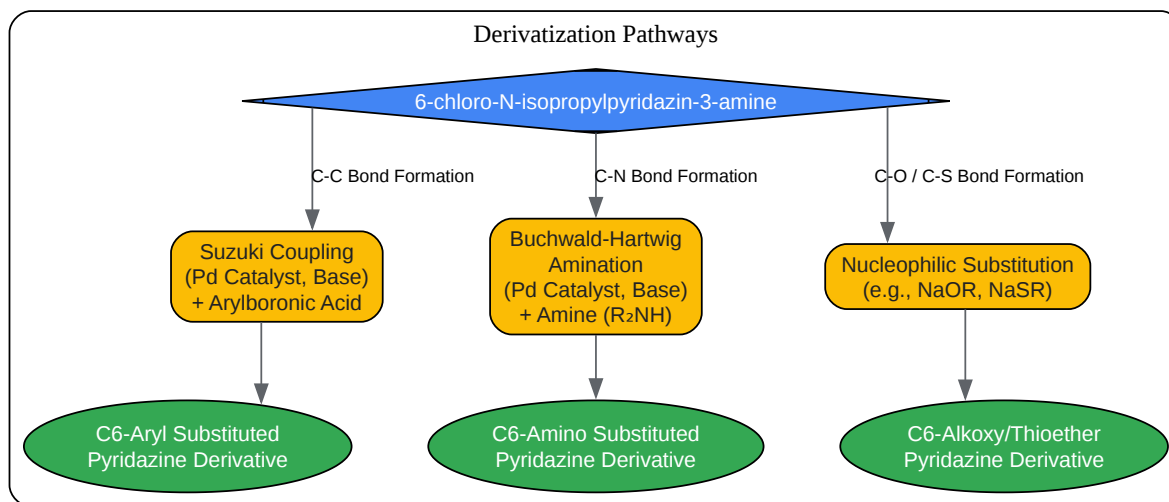 Derivatization Pathways
6-chloro-N-isopropylpyridazin-3-amine
C-C Bond Formation
C-N Bond Formation
C-O / C-S Bond Formation
Suzuki Coupling
(Pd Catalyst, Base)
+ Arylboronic Acid
Buchwald-Hartwig
Amination
(Pd Catalyst, Base)
+ Amine (R₂NH)
Nucleophilic Substitution
(e.g., NaOR, NaSR)
C6-Aryl Substituted
Pyridazine Derivative
C6-Amino Substituted
Pyridazine Derivative
C6-Alkoxy/Thioether
Pyridazine Derivative